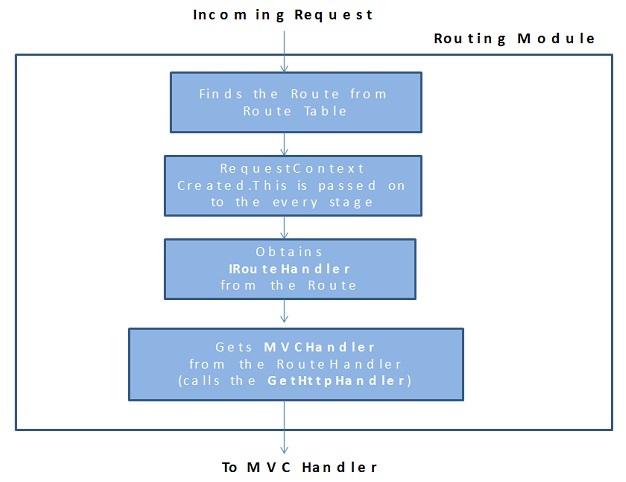 Incoming Request
Routing Module
Finds the Route from
Route Table
RequestContext
Created.This is passed on
to the every stage
Obtains
IRouteHandler
from the Route
Gets MVCHandler
from the RouteHandler
(calls the GetHttpHandler)
To MVC Handler